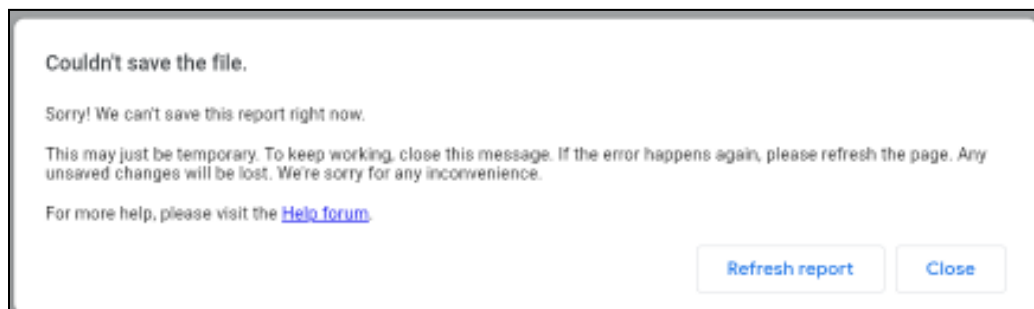 Couldn't save the file.
Sorry! We can't save this report right now.
This may just be temporary. To keep working, close this message. If the error happens again, please refresh the page. Any
unsaved changes will be lost. We're sorry for any inconvenience.
For more help, please visit the Help forum.
Refresh report
Close